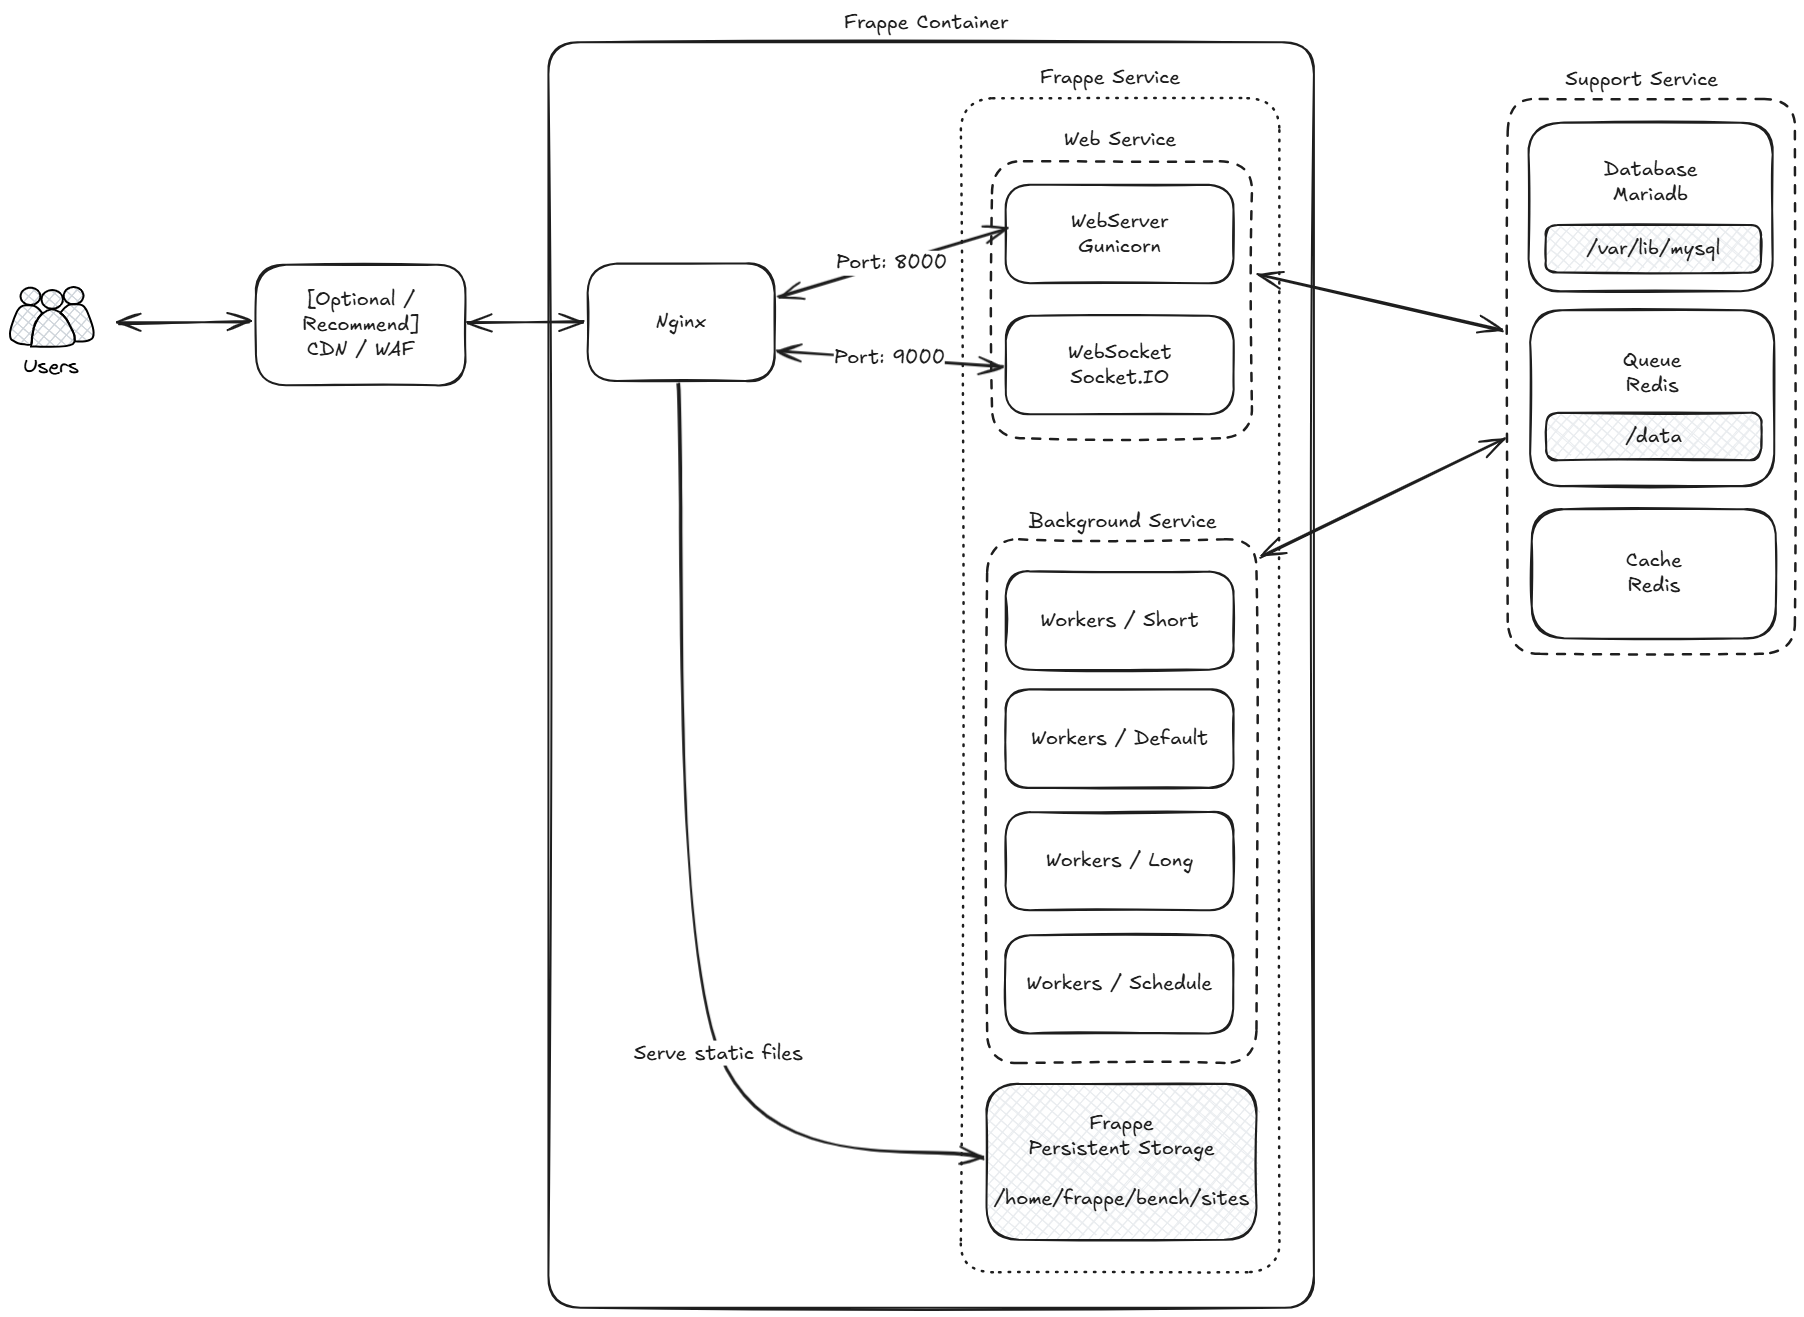 Frappe Container
Users
[Optional /
Recommend]
CDN / WAF
Nginx
Port: 8000
Port: 9000
Serve static files
Frappe Service
Web Service
WebServer
Gunicorn
WebSocket
Socket.IO
Background Service
Workers / Short
Workers / Default
Workers / Long
Workers / Schedule
Frappe
Persistent Storage
/home/frappe/bench/sites
Support Service
Database
Mariadb
/var/lib/mysql
Queue
Redis
/data
Cache
Redis